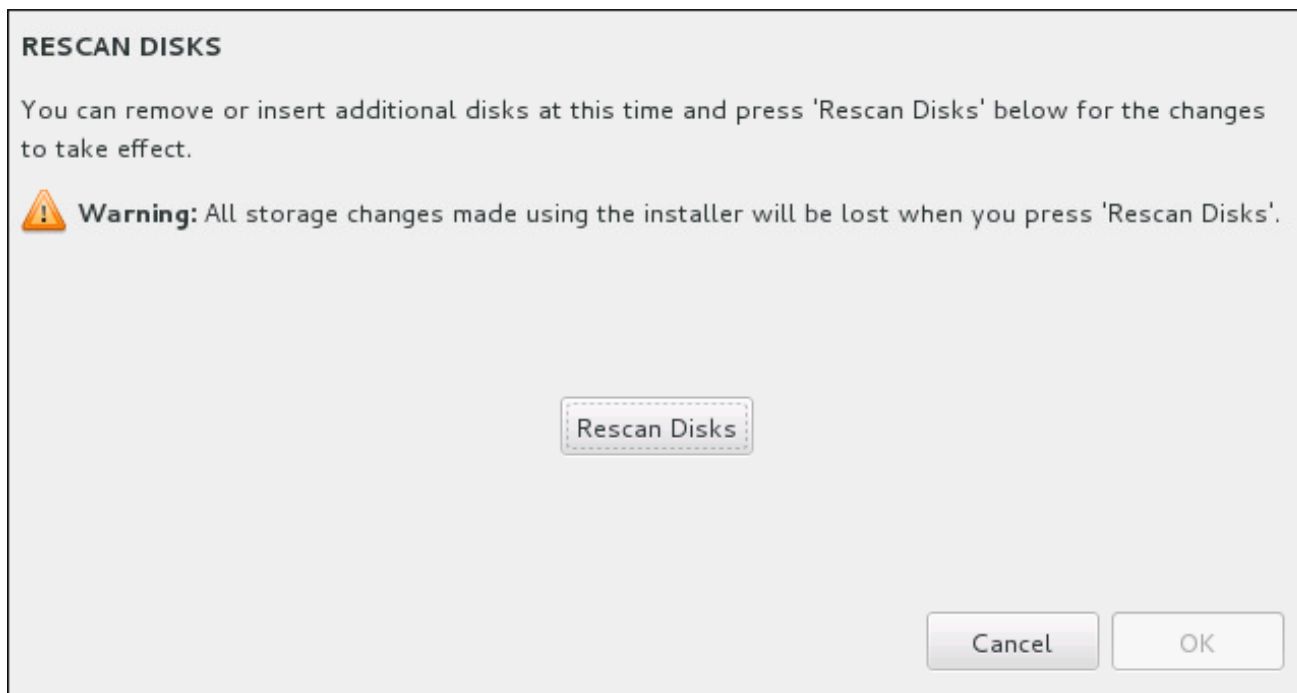 RESCAN DISKS
You can remove or insert additional disks at this time and press 'Rescan Disks' below for the changes
to take effect.
Warning: All storage changes made using the installer will be lost when you press 'Rescan Disks'.
Rescan Disks
Cancel
OK